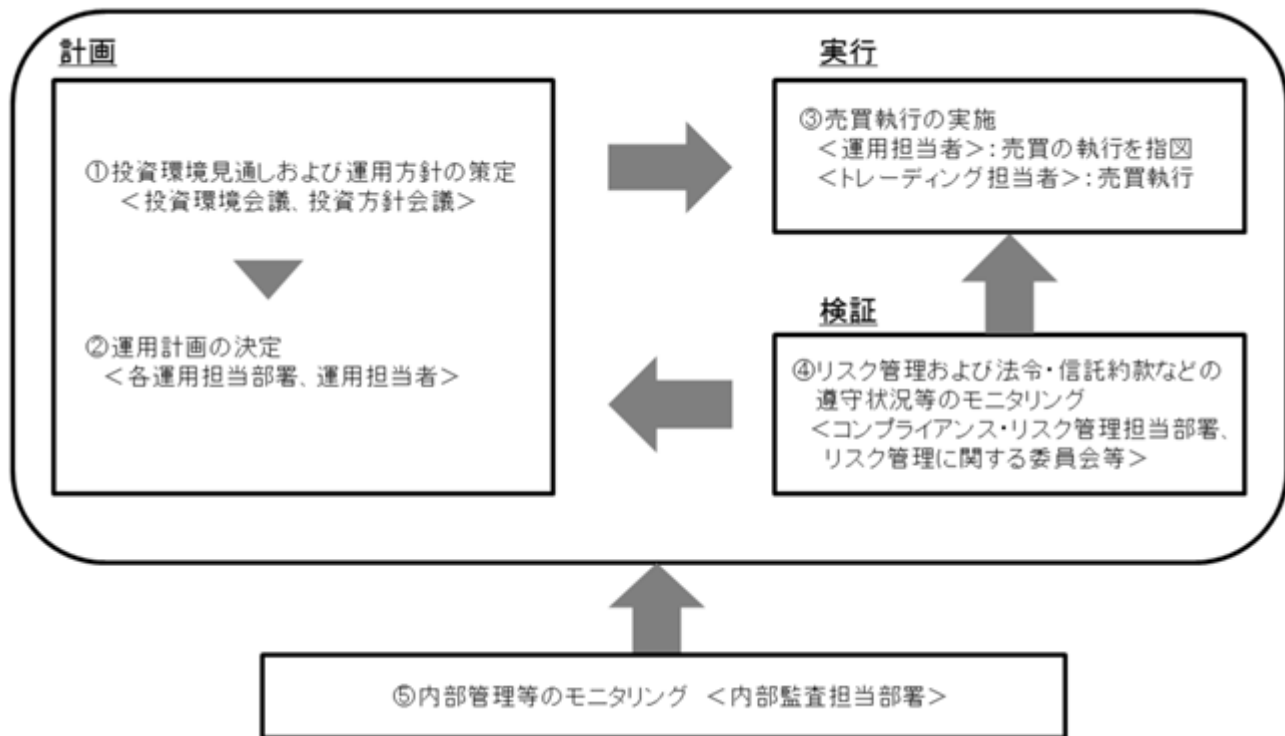 計画
①投資環境見通しおよび運用方針の策定
＜投資環境会議、投資方針会議＞
②運用計画の決定
＜各運用担当部署、運用担当者＞
実行
③売買執行の実施
＜運用担当者＞：売買の執行を指図
＜トレーディング担当者＞：売買執行
検証
④リスク管理および法令・信託約款などの
遵守状況等のモニタリング
＜コンプライアンス・リスク管理担当部署、
リスク管理に関する委員会等＞
⑤内部管理等のモニタリング ＜内部監査担当部署＞